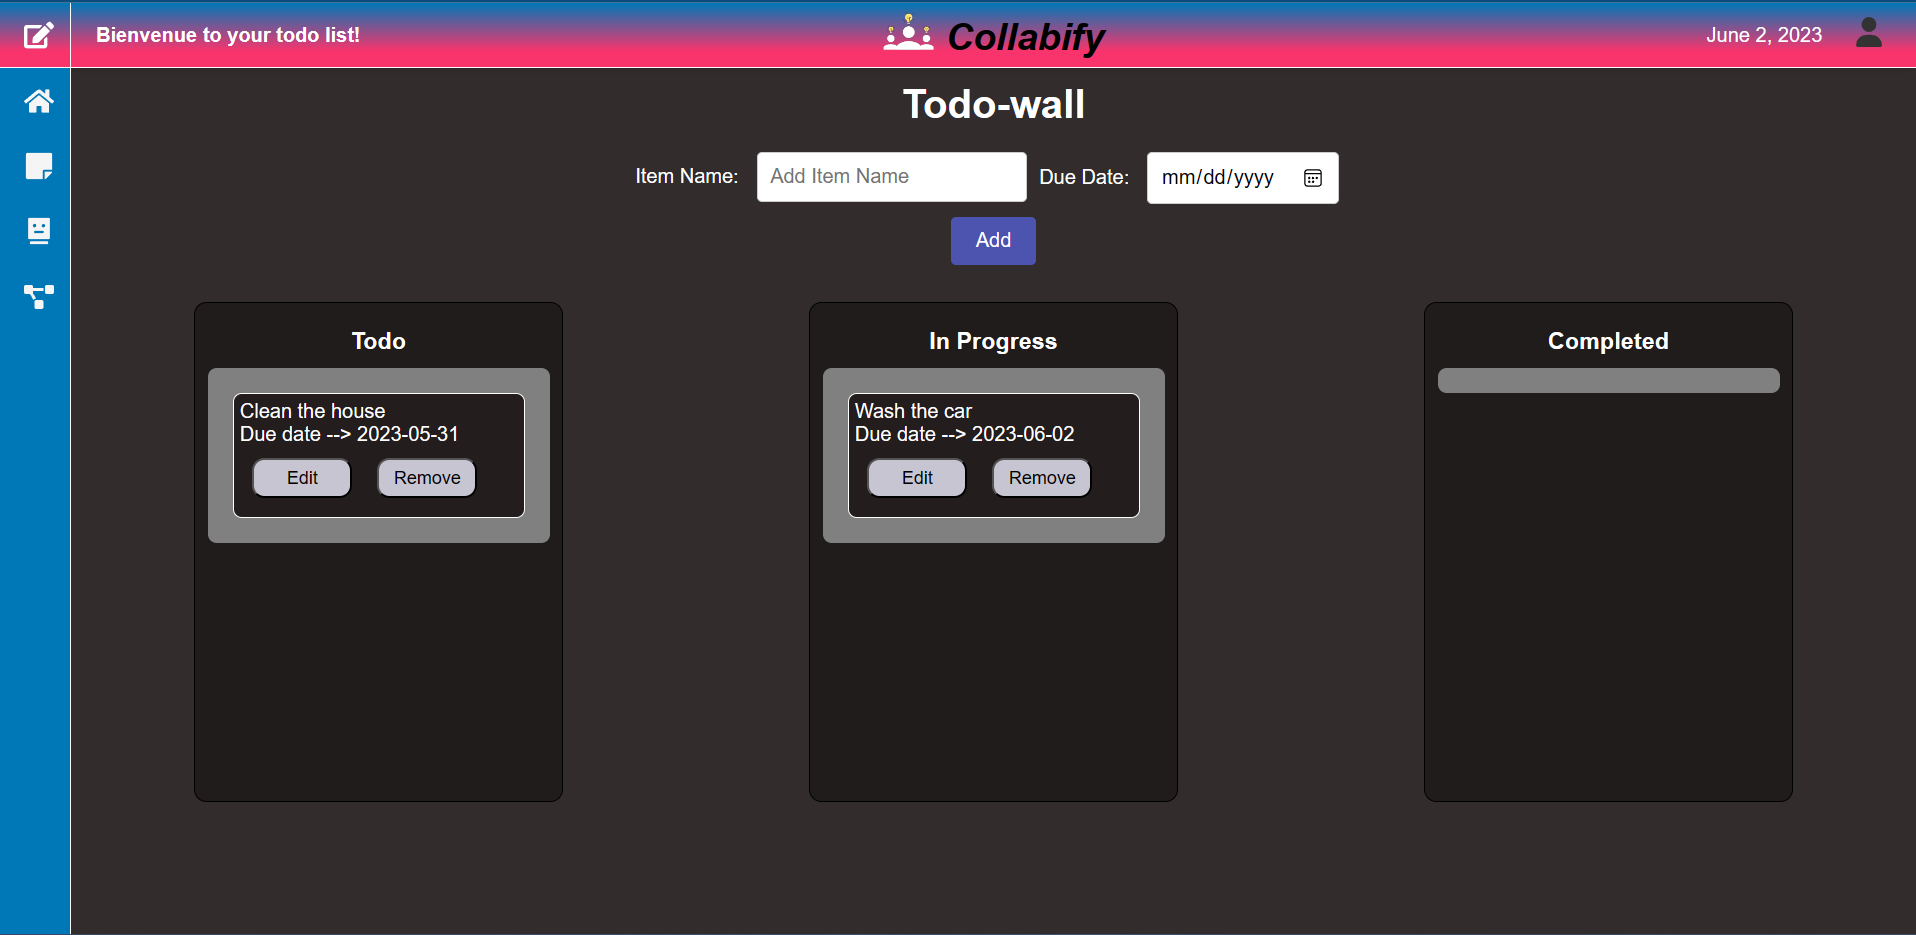 Bienvenue to your todo list!
Collabify
June 2, 2023
Todo-wall
Item Name: Add Item Name Due Date: mm/dd/yyyy
Add
Todo
Clean the house
Due date --> 2023-05-31
Edit Remove
In Progress
Wash the car
Due date --> 2023-06-02
Edit Remove
Completed